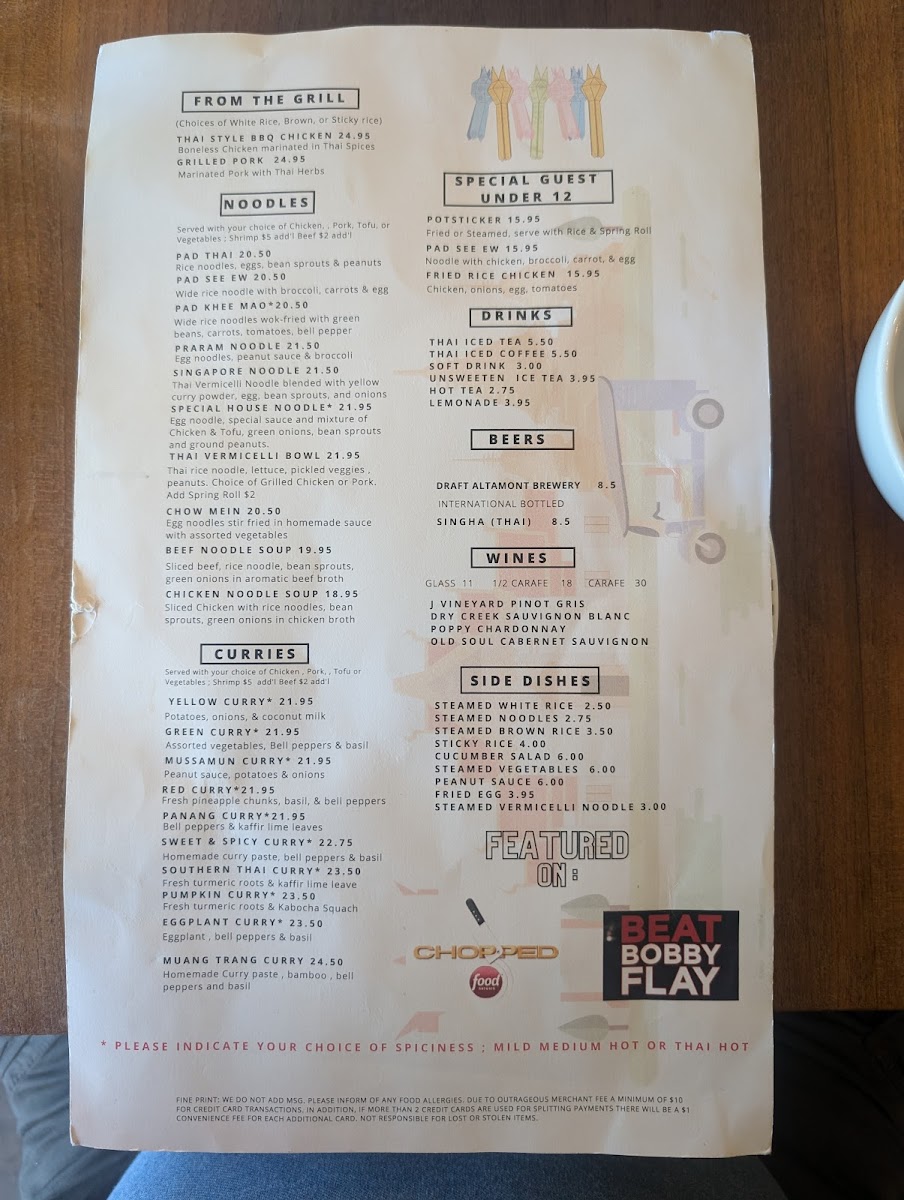 FROM THE GRILL
(Choices of White Rice, Brown, or Sticky rice)
THAI STYLE BBQ CHICKEN 24.95
Boneless Chicken marinated in Thai Spices
GRILLED PORK 24.95
Marinated Pork with Thai Herbs
NOODLES
Served with your choice of Chicken, , Pork, Tofu, or
Vegetables ; Shrimp $5 add'l Beef $2 add'l
PAD THAI 20.50
Rice noodles, eggs, bean sprouts & peanuts
PAD SEE EW 20.50
Wide rice noodle with broccoli, carrots & egg
PAD KHEE MAO*20.50
Wide rice noodles wok-fried with green
beans, carrots, tomatoes, bell pepper
PRARAM NOODLE 21.50
Egg noodles, peanut sauce & broccoli
SINGAPORE NOODLE 21.50
Thai Vermicelli Noodle blended with yellow
curry powder, egg, bean sprouts, and onions
SPECIAL HOUSE NOODLE* 21.95
Egg noodle, special sauce and mixture of
Chicken & Tofu, green onions, bean sprouts
and ground peanuts.
THAI VERMICELLI BOWL 21.95
Thai rice noodle, lettuce, pickled veggies ,
peanuts. Choice of Grilled Chicken or Pork.
Add Spring Roll $2
CHOW MEIN 20.50
Egg noodles stir fried in homemade sauce
with assorted vegetables
BEEF NOODLE SOUP 19.95
Sliced beef, rice noodle, bean sprouts,
green onions in aromatic beef broth
CHICKEN NOODLE SOUP 18.95
Sliced Chicken with rice noodles, bean
sprouts, green onions in chicken broth
CURRIES
Served with your choice of Chicken , Pork, , Tofu or
Vegetables ; Shrimp $5 add'l Beef $2 add'l
YELLOW CURRY* 21.95
Potatoes, onions, & coconut milk
GREEN CURRY* 21.95
Assorted vegetables, Bell peppers & basil
MUSSAMUN CURRY* 21.95
Peanut sauce, potatoes & onions
RED CURRY*21.95
Fresh pineapple chunks, basil, & bell peppers
PANANG CURRY*21.95
Bell peppers & kaffir lime leaves
SWEET & SPICY CURRY* 22.75
Homemade curry paste, bell peppers & basil
SOUTHERN THAI CURRY* 23.50
Fresh turmeric roots & kaffir lime leave
PUMPKIN CURRY* 23.50
Fresh turmeric roots & Kabocha Squach
EGGPLANT CURRY* 23.50
Eggplant , bell peppers & basil
MUANG TRANG CURRY 24.50
Homemade Curry paste , bamboo , bell
peppers and basil
SPECIAL GUEST
UNDER 12
POTSTICKER 15.95
Fried or Steamed, serve with Rice & Spring Roll
PAD SEE EW 15.95
Noodle with chicken, broccoli, carrot, & egg
FRIED RICE CHICKEN 15.95
Chicken, onions, egg, tomatoes
DRINKS
THAI ICED TEA 5.50
THAI ICED COFFEE 5.50
SOFT DRINK 3.00
UNSWEETEN ICE TEA 3.95
HOT TEA 2.75
LEMONADE 3.95
BEERS
DRAFT ALTAMONT BREWERY 8.5
INTERNATIONAL BOTTLED
SINGHA (THAI) 8.5
WINES
GLASS 11 1/2 CARAFE 18 CARAFE 30
J VINEYARD PINOT GRIS
DRY CREEK SAUVIGNON BLANC
POPPY CHARDONNAY
OLD SOUL CABERNET SAUVIGNON
SIDE DISHES
STEAMED WHITE RICE 2.50
STEAMED NOODLES 2.75
STEAMED BROWN RICE 3.50
STICKY RICE 4.00
CUCUMBER SALAD 6.00
STEAMED VEGETABLES 6.00
PEANUT SAUCE 6.00
FRIED EGG 3.95
STEAMED VERMICELLI NOODLE 3.00
FEATURED
ON:
CHOPPED
food
network
BEAT
BOBBY
FLAY
* PLEASE INDICATE YOUR CHOICE OF SPICINESS ; MILD MEDIUM HOT OR THAI HOT
FINE PRINT: WE DO NOT ADD MSG. PLEASE INFORM OF ANY FOOD ALLERGIES. DUE TO OUTRAGEOUS MERCHANT FEE A MINIMUM OF $10
FOR CREDIT CARD TRANSACTIONS. IN ADDITION, IF MORE THAN 2 CREDIT CARDS ARE USED FOR SPLITTING PAYMENTS THERE WILL BE A $1
CONVENIENCE FEE FOR EACH ADDITIONAL CARD. NOT RESPONSIBLE FOR LOST OR STOLEN ITEMS.